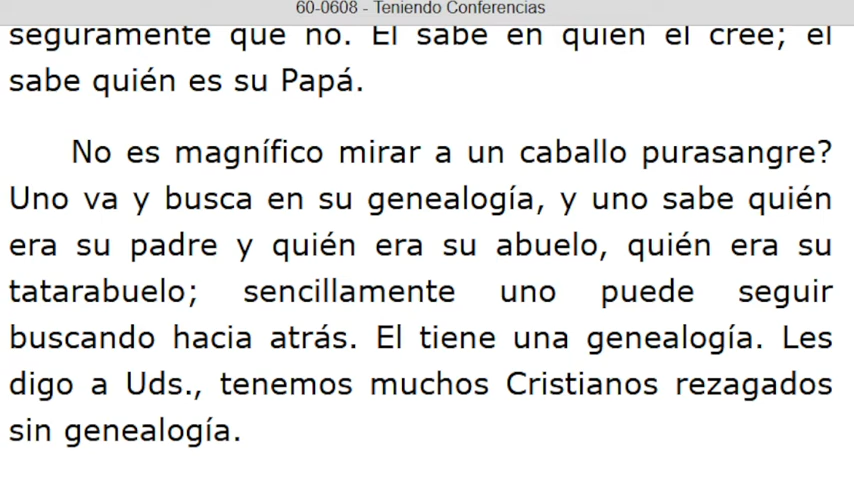 60-0608 - Teniendo Conferencias
seguramente que no. El sabe en quién él cree; él
sabe quién es su Papá.
No es magnífico mirar a un caballo purasangre?
Uno va y busca en su genealogía, y uno sabe quién
era su padre y quién era su abuelo, quién era su
tatarabuelo; sencillamente uno puede seguir
buscando hacia atrás. El tiene una genealogía. Les
digo a Uds., tenemos muchos Cristianos rezagados
sin genealogía.